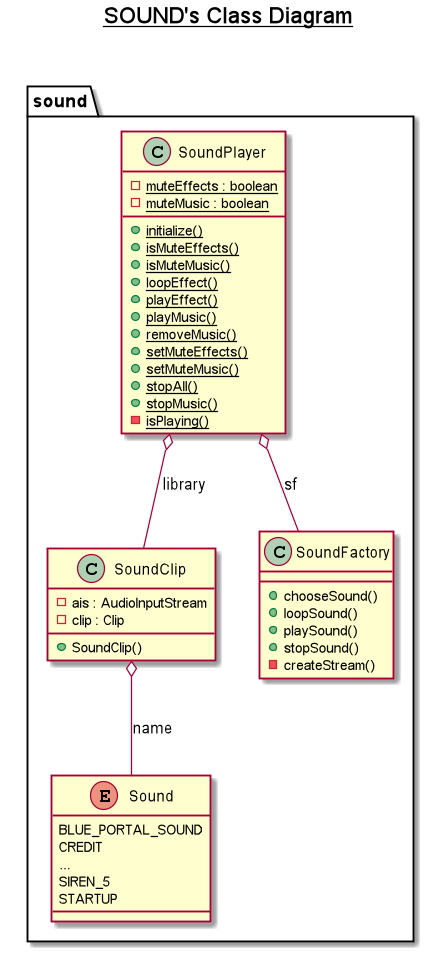 SOUND's Class Diagram
sound
C SoundPlayer
muteEffects : boolean
muteMusic : boolean
initialize()
isMuteEffects()
isMuteMusic()
loopEffect()
playEffect()
playMusic()
removeMusic()
setMuteEffects()
setMuteMusic()
stopAll()
stopMusic()
isPlaying()
library
sf
C SoundClip
ais : AudioInputStream
clip : Clip
SoundClip()
C SoundFactory
chooseSound()
loopSound()
playSound()
stopSound()
createStream()
name
E Sound
BLUE_PORTAL_SOUND
CREDIT
...
SIREN_5
STARTUP